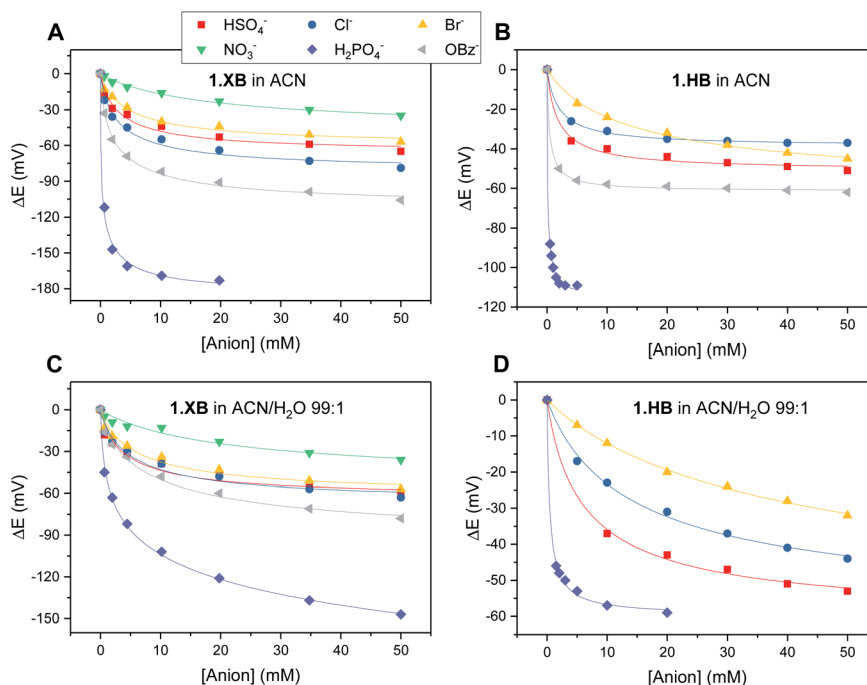 HSO₄⁻ Cl⁻ Br⁻
NO₃⁻ H₂PO₄⁻ OBz⁻
A
1.XB in ACN
0
-30
-60
-90
-120
-150
-180
ΔE (mV)
0 10 20 30 40 50
[Anion] (mM)
B
1.HB in ACN
0
-20
-40
-60
-80
-100
-120
ΔE (mV)
0 10 20 30 40 50
[Anion] (mM)
C
1.XB in ACN/H₂O 99:1
0
-30
-60
-90
-120
-150
ΔE (mV)
0 10 20 30 40 50
[Anion] (mM)
D
1.HB in ACN/H₂O 99:1
0
-10
-20
-30
-40
-50
-60
ΔE (mV)
0 10 20 30 40 50
[Anion] (mM)